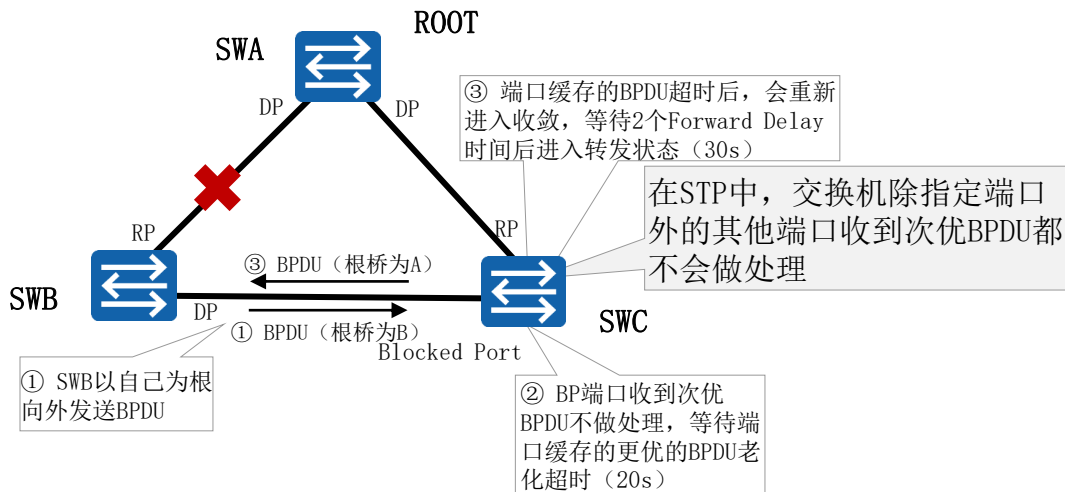 ROOT
SWA
DP
DP
③ 端口缓存的BPDU超时后，会重新
进入收敛，等待2个Forward Delay
时间后进入转发状态（30s）
在STP中，交换机除指定端口
外的其他端口收到次优BPDU都
不会做处理
RP
RP
③ BPDU（根桥为A）
SWB
DP
① BPDU（根桥为B）
SWC
Blocked Port
① SWB以自己为根
向外发送BPDU
② BP端口收到次优
BPDU不做处理，等待端
口缓存的更优的BPDU老
化超时（20s）